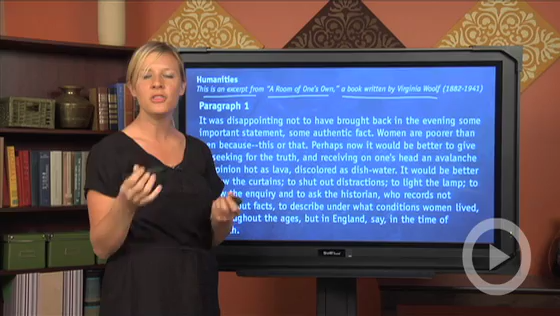 Humanities
This is an excerpt from "A Room of One's Own," a book written by Virginia Woolf (1882-1941)
Paragraph 1
It was disappointing not to have brought back in the evening some
important statement, some authentic fact. Women are poorer than
because--this or that. Perhaps now it would be better to give
seeking for the truth, and receiving on one's head an avalanche
opinion hot as lava, discolored as dish-water. It would be better
the curtains; to shut out distractions; to light the lamp; to
the enquiry and to ask the historian, who records not
but facts, to describe under what conditions women lived,
throughout the ages, but in England, say, in the time of